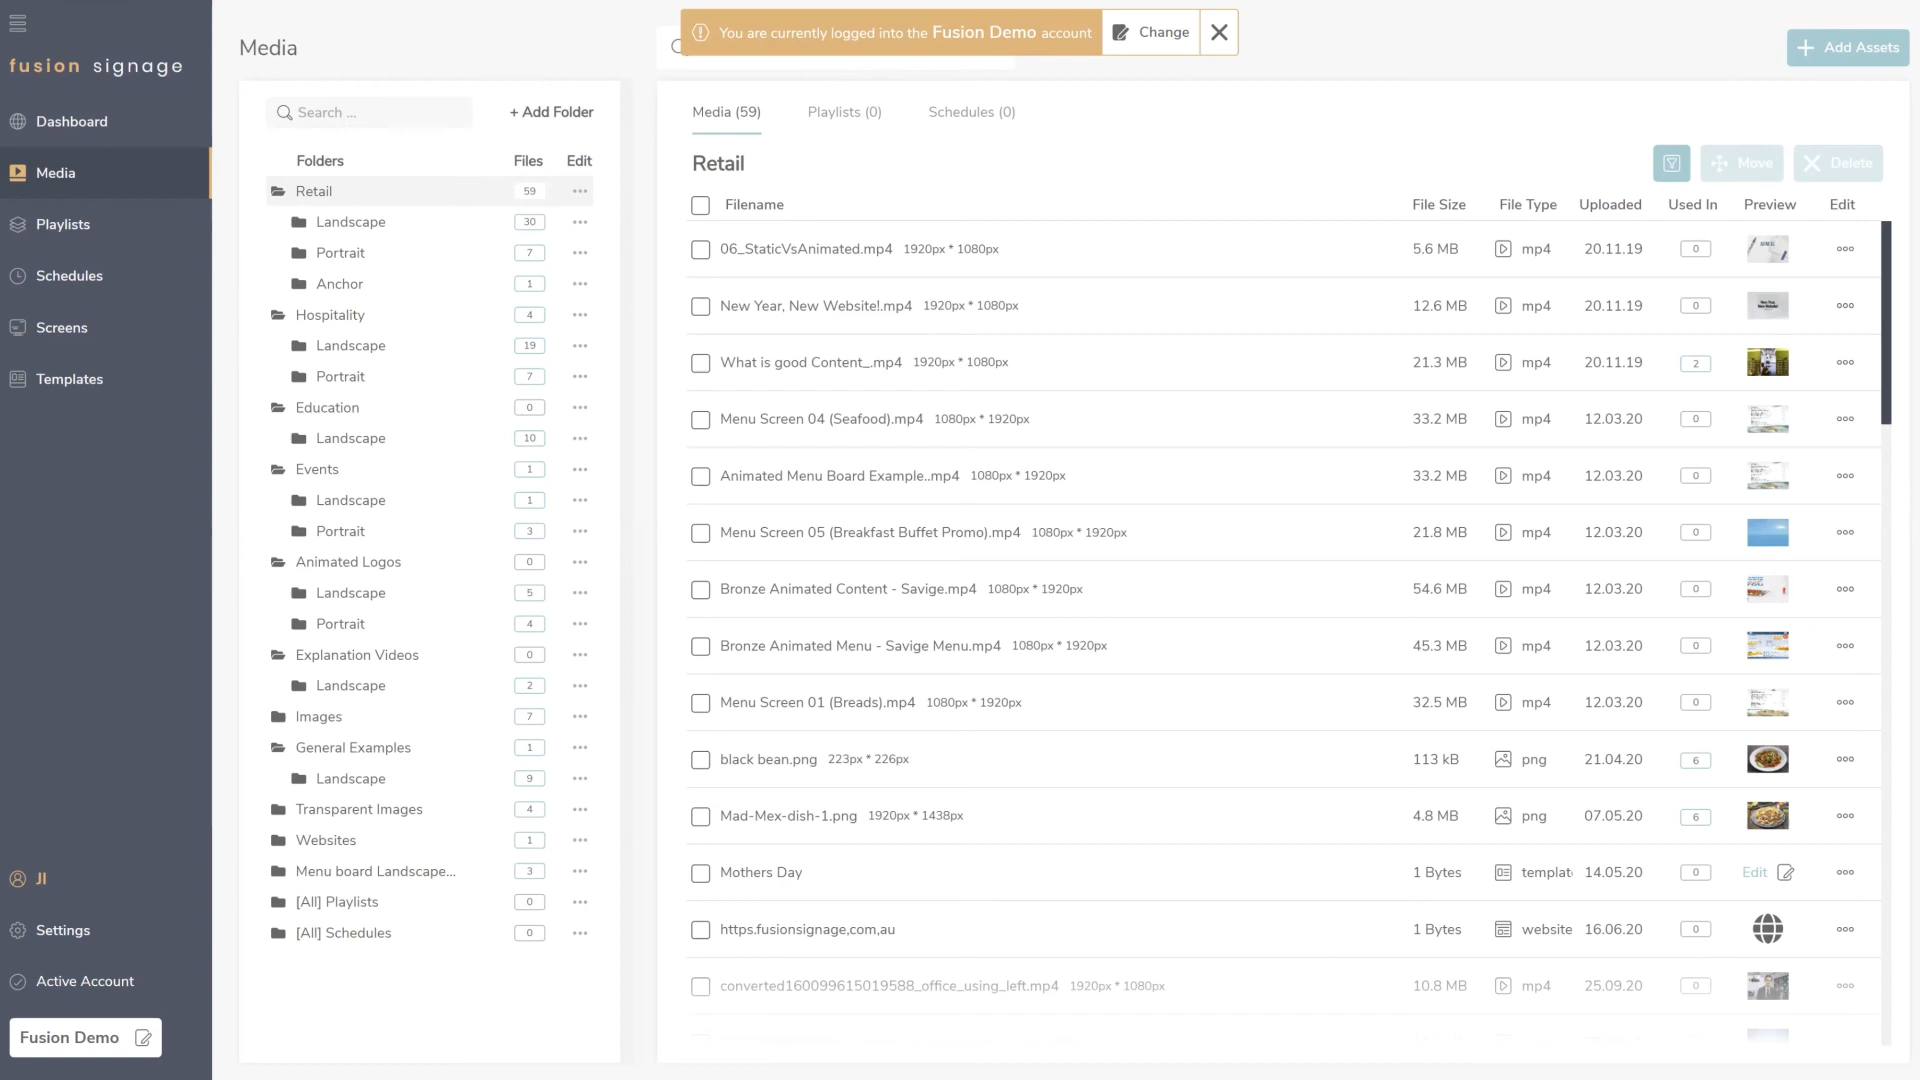 fusion signage
Dashboard
Media
Playlists
Schedules
Screens
Templates
JI
Settings
Active Account
Fusion Demo
Media
You are currently logged into the Fusion Demo account
Change
+ Add Assets
Search ...
+ Add Folder
Folders Files Edit
Retail 59
Landscape 30
Portrait 7
Anchor 1
Hospitality 4
Landscape 19
Portrait 7
Education 0
Landscape 10
Events 1
Landscape 1
Portrait 3
Animated Logos 0
Landscape 5
Portrait 4
Explanation Videos 0
Landscape 2
Images 7
General Examples 1
Landscape 9
Transparent Images 4
Websites 1
Menu board Landscape... 3
[All] Playlists 0
[All] Schedules 0
Media (59) Playlists (0) Schedules (0)
Retail
Move
Delete
Filename File Size File Type Uploaded Used In Preview Edit
06_StaticVsAnimated.mp4 1920px * 1080px 5.6 MB mp4 20.11.19 0
New Year, New Website!.mp4 1920px * 1080px 12.6 MB mp4 20.11.19 0
What is good Content_.mp4 1920px * 1080px 21.3 MB mp4 20.11.19 2
Menu Screen 04 (Seafood).mp4 1080px * 1920px 33.2 MB mp4 12.03.20 0
Animated Menu Board Example..mp4 1080px * 1920px 33.2 MB mp4 12.03.20 0
Menu Screen 05 (Breakfast Buffet Promo).mp4 1080px * 1920px 21.8 MB mp4 12.03.20 0
Bronze Animated Content - Savige.mp4 1080px * 1920px 54.6 MB mp4 12.03.20 0
Bronze Animated Menu - Savige Menu.mp4 1080px * 1920px 45.3 MB mp4 12.03.20 0
Menu Screen 01 (Breads).mp4 1080px * 1920px 32.5 MB mp4 12.03.20 0
black bean.png 223px * 226px 113 kB png 21.04.20 6
Mad-Mex-dish-1.png 1920px * 1438px 4.8 MB png 07.05.20 6
Mothers Day 1 Bytes templat 14.05.20 0 Edit
https.fusionsignage,com,au 1 Bytes website 16.06.20 0
converted160099615019588_office_using_left.mp4 1920px * 1080px 10.8 MB mp4 25.09.20 0